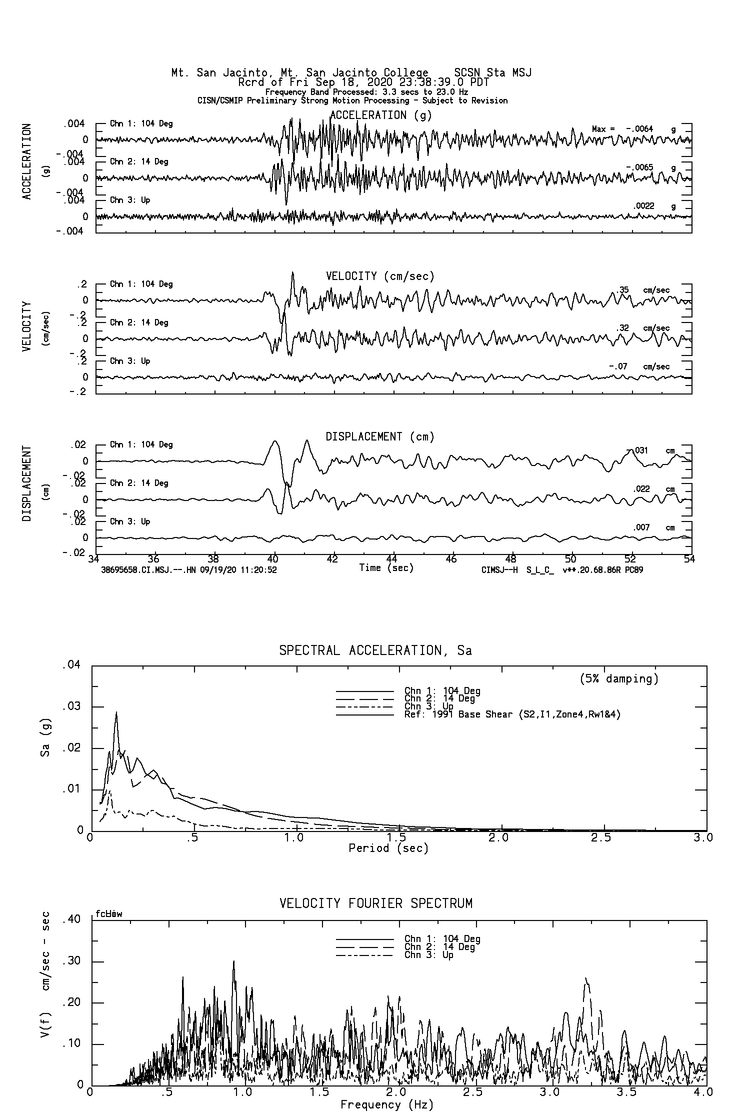 Mt. San Jacinto, Mt. San Jacinto College    SCSN Sta MSJ
Rcrd of Fri Sep 18, 2020 23:38:39.0 PDT
Frequency Band Processed: 3.3 secs to 23.0 Hz
CISN/CSMIP Preliminary Strong Motion Processing - Subject to Revision
ACCELERATION (g)
ACCELERATION
(g)
.004
0
-.004
Chn 1: 104 Deg
Max = -.0064 g
.004
0
-.004
Chn 2: 14 Deg
-.0065 g
.004
0
-.004
Chn 3: Up
.0022 g
VELOCITY (cm/sec)
VELOCITY
(cm/sec)
.2
0
-.2
Chn 1: 104 Deg
.35 cm/sec
.2
0
-.2
Chn 2: 14 Deg
.32 cm/sec
.2
0
-.2
Chn 3: Up
-.07 cm/sec
DISPLACEMENT (cm)
DISPLACEMENT
(cm)
.02
0
-.02
Chn 1: 104 Deg
-.031 cm
.02
0
-.02
Chn 2: 14 Deg
.022 cm
.02
0
-.02
Chn 3: Up
.007 cm
34 36 38 40 42 44 46 48 50 52 54
Time (sec)
38695658.CI.MSJ.--.HN 09/19/20 11:20:52
CIMSJ--H S_L_C_ v**.20.68.86R PC89
SPECTRAL ACCELERATION, Sa
(5% damping)
Chn 1: 104 Deg
Chn 2: 14 Deg
Chn 3: Up
Ref: 1991 Base Shear (S2,I1,Zone4,Rw1&4)
Sa (g)
.04
.03
.02
.01
0
0 .5 1.0 1.5 2.0 2.5 3.0
Period (sec)
VELOCITY FOURIER SPECTRUM
Chn 1: 104 Deg
Chn 2: 14 Deg
Chn 3: Up
V(f) cm/sec - sec
.40
.30
.20
.10
0
0 .5 1.0 1.5 2.0 2.5 3.0 3.5 4.0
Frequency (Hz)